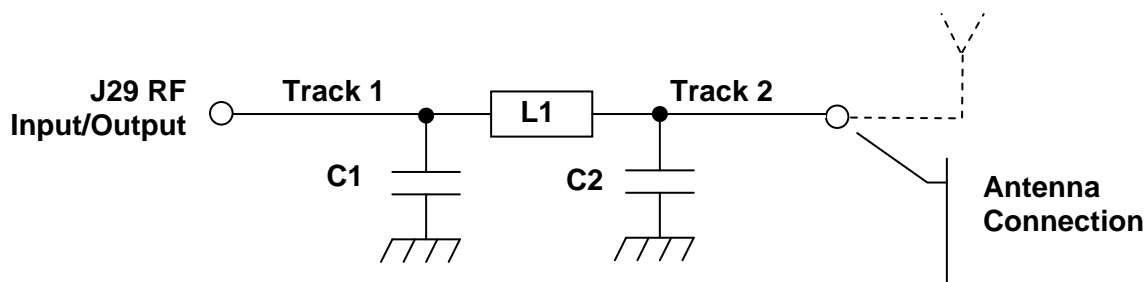 J29 RF
Input/Output
Track 1
L1
Track 2
C1
C2
Antenna
Connection